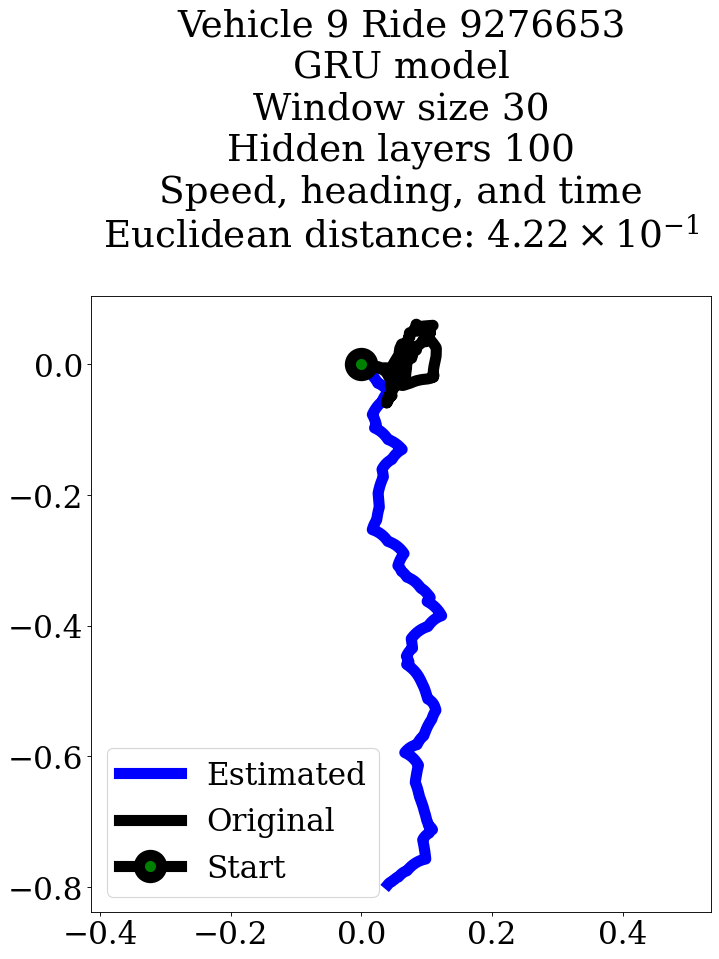 Vehicle 9 Ride 9276653
GRU model
Window size 30
Hidden layers 100
Speed, heading, and time
Euclidean distance: 4.22 × 10⁻¹
0.0
−0.2
−0.4
−0.6
−0.8
Estimated
Original
Start
−0.4 −0.2 0.0 0.2 0.4